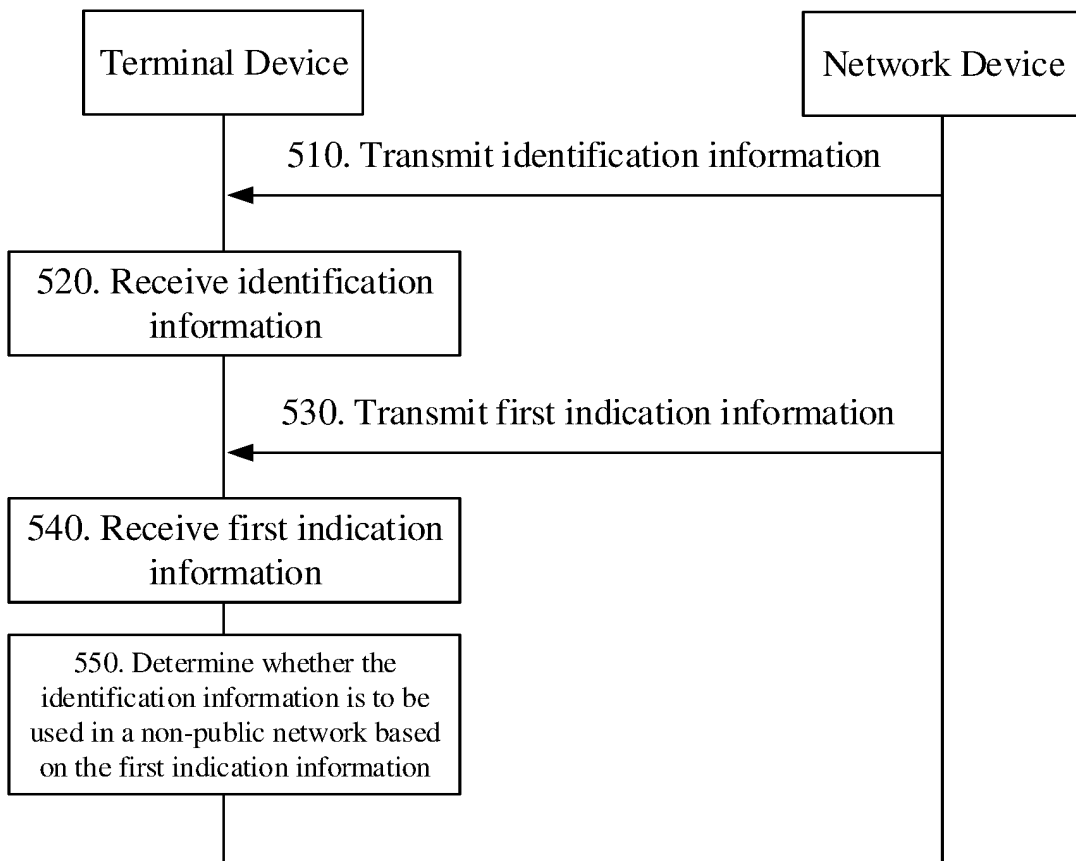 Terminal Device
Network Device
510. Transmit identification information
520. Receive identification
information
530. Transmit first indication information
540. Receive first indication
information
550. Determine whether the
identification information is to be
used in a non-public network based
on the first indication information